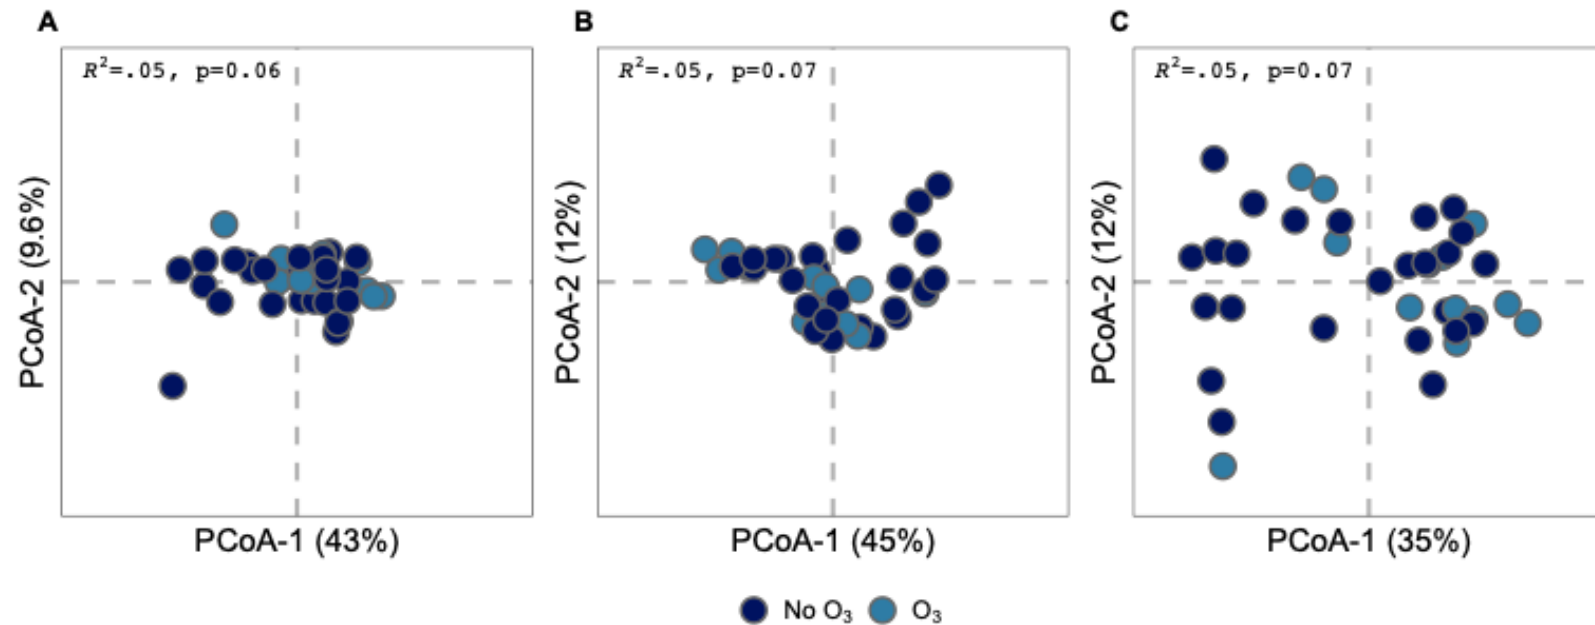 A
R²=.05, p=0.06
PCoA-2 (9.6%)
PCoA-1 (43%)
B
R²=.05, p=0.07
PCoA-2 (12%)
PCoA-1 (45%)
C
R²=.05, p=0.07
PCoA-2 (12%)
PCoA-1 (35%)
No O₃ O₃